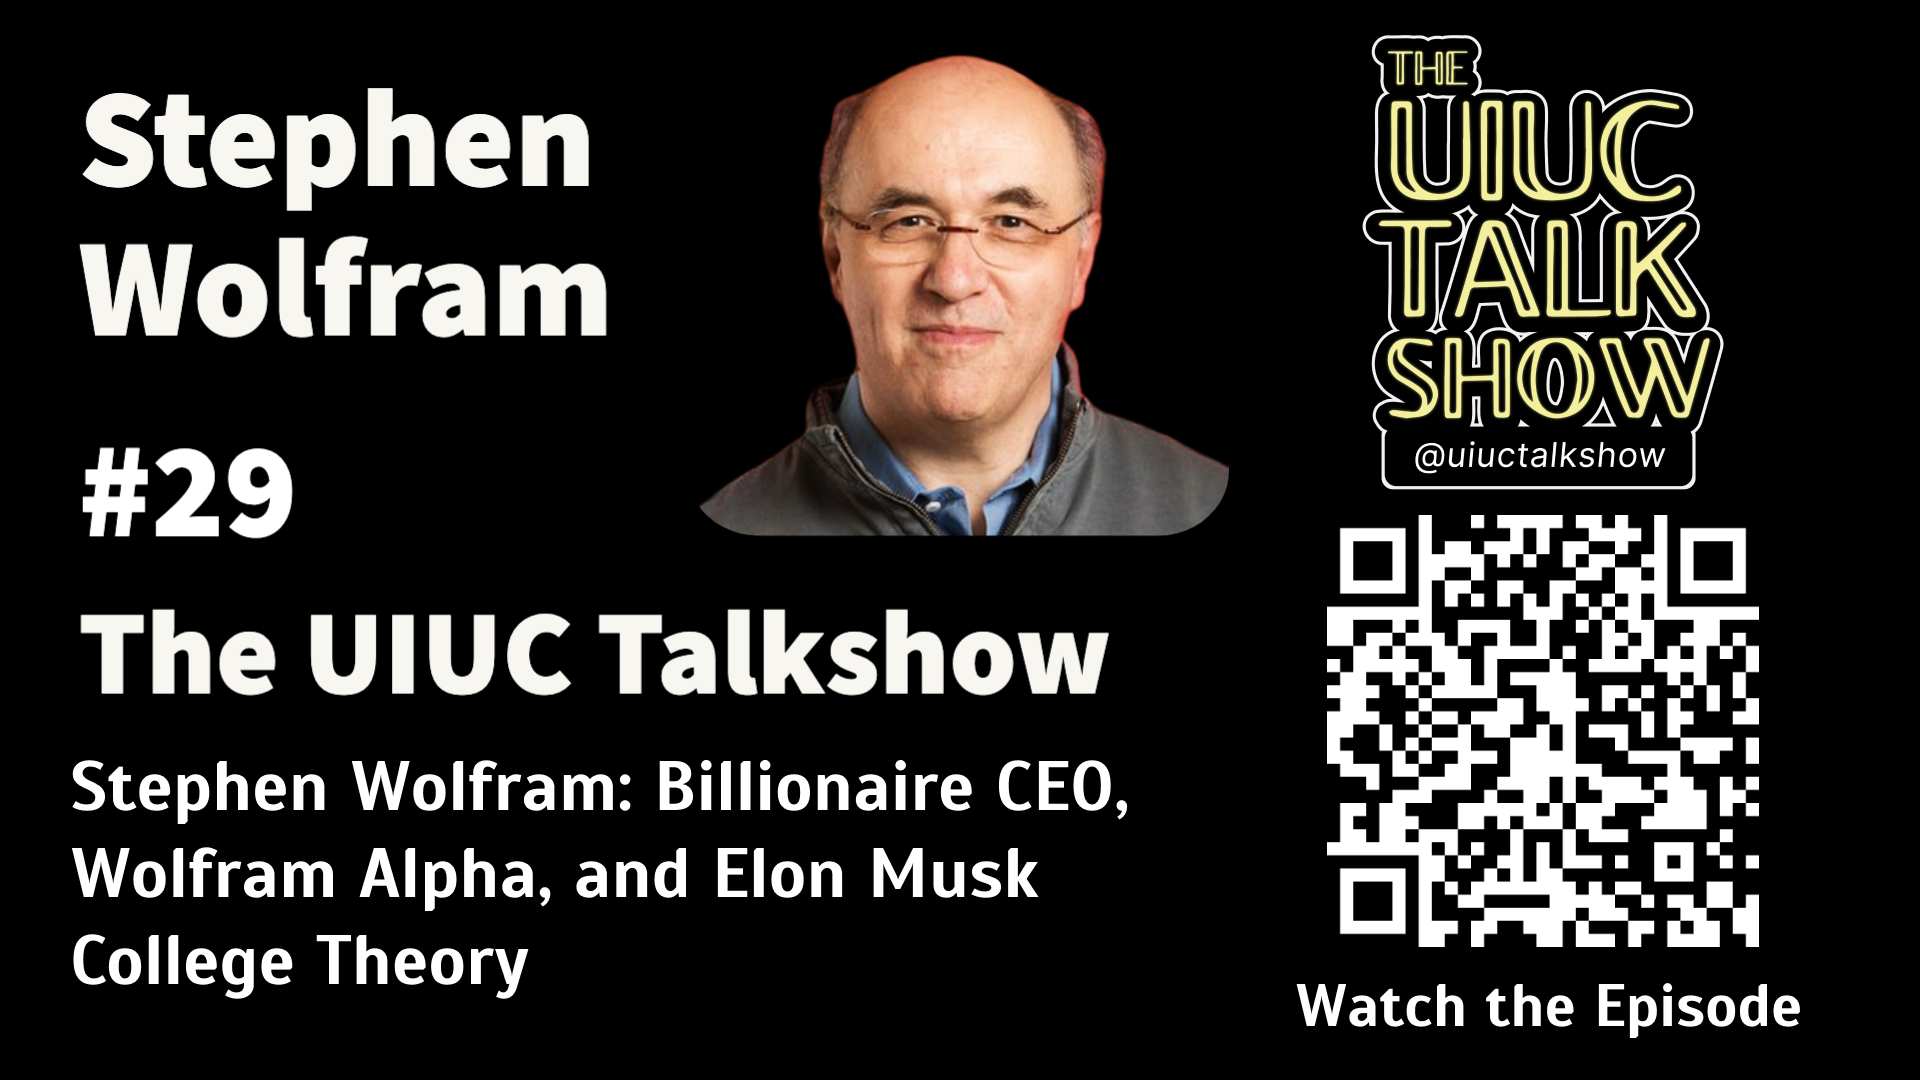 Stephen
Wolfram
#29
The UIUC Talkshow
Stephen Wolfram: Billionaire CEO,
Wolfram Alpha, and Elon Musk
College Theory
THE
UIUC
TALK
SHOW
@uiuctalkshow
Watch the Episode